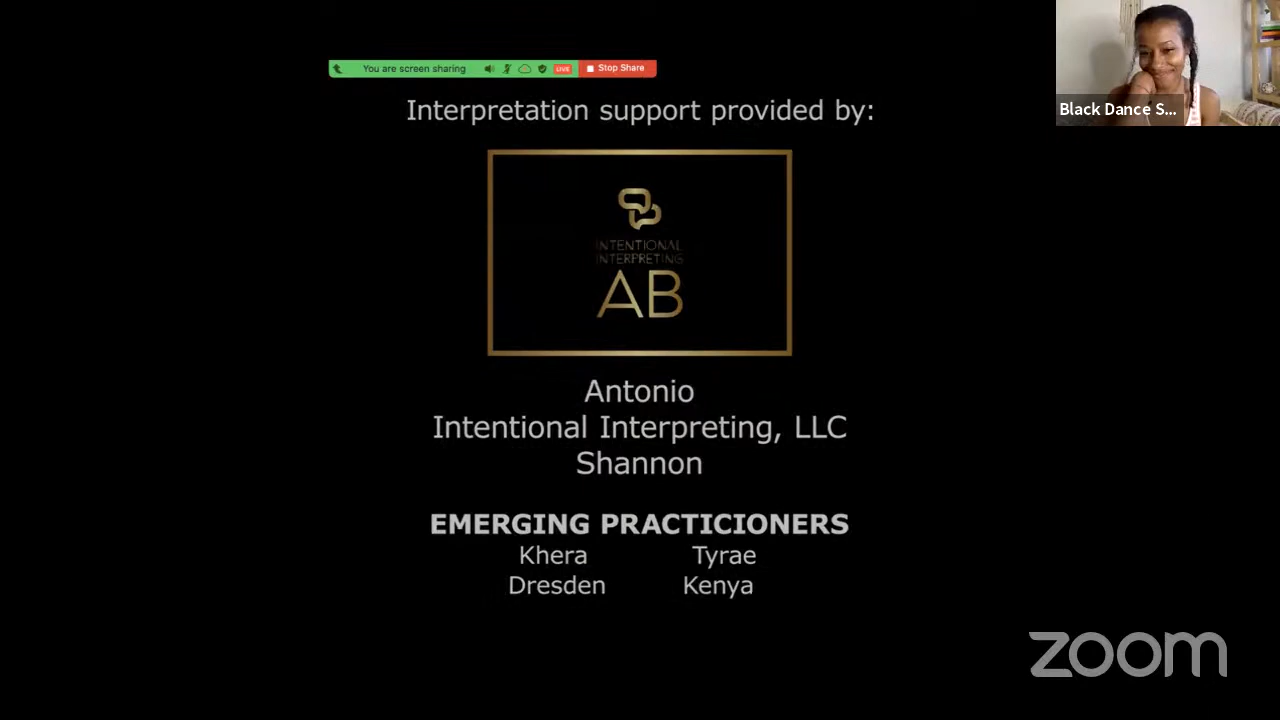 You are screen sharing
LIVE
Stop Share
Black Dance S...
Interpretation support provided by:
INTENTIONAL
INTERPRETING
AB
Antonio
Intentional Interpreting, LLC
Shannon
EMERGING PRACTICIONERS
Khera Tyrae
Dresden Kenya
zoom